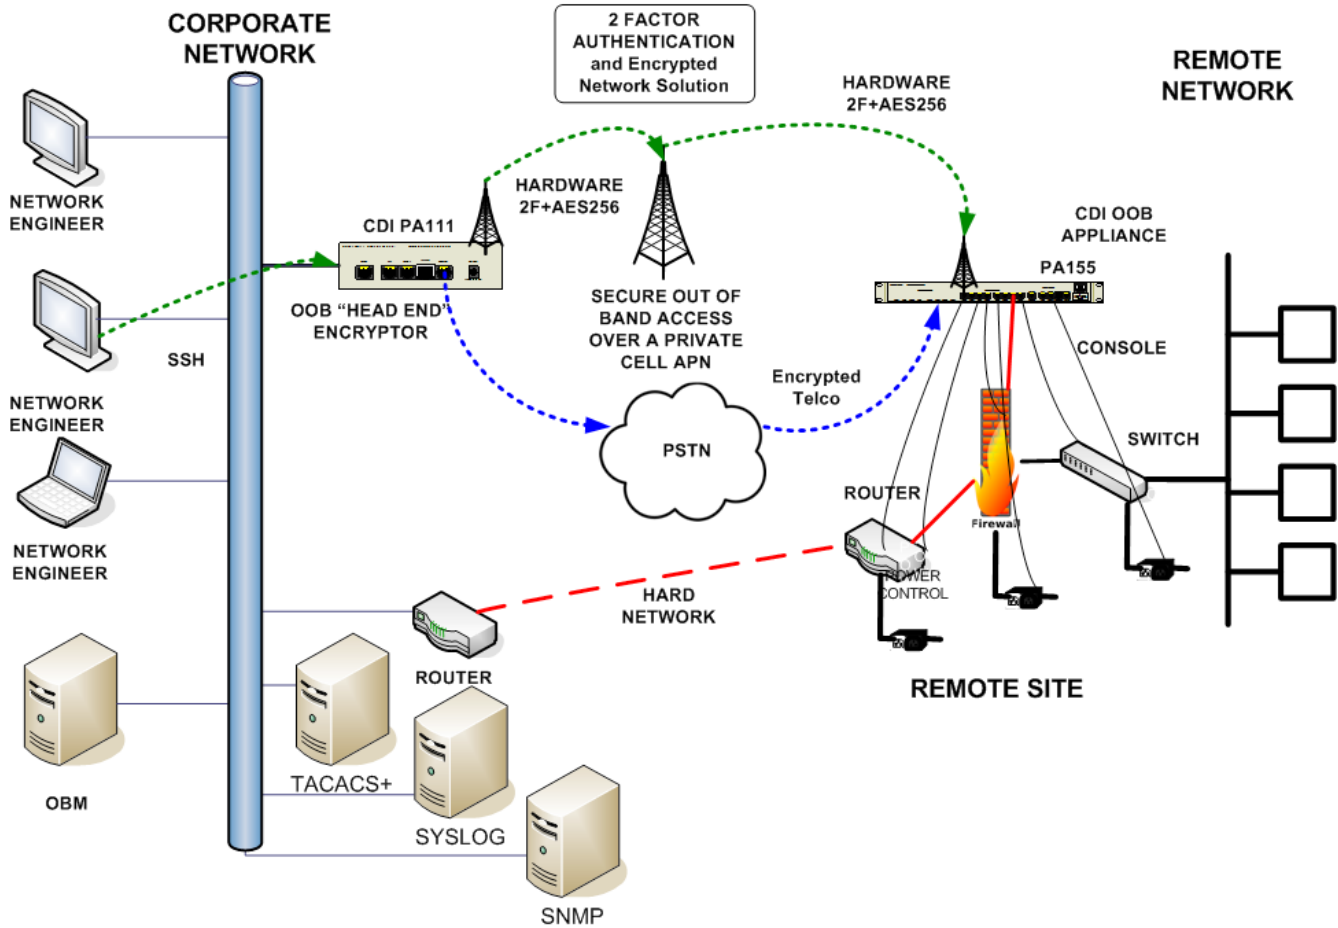 CORPORATE
NETWORK
2 FACTOR
AUTHENTICATION
and Encrypted
Network Solution
HARDWARE
2F+AES256
REMOTE
NETWORK
NETWORK
ENGINEER
HARDWARE
2F+AES256
CDI PA111
CDI OOB
APPLIANCE
PA155
OOB “HEAD END”
ENCRYPTOR
SECURE OUT OF
BAND ACCESS
OVER A PRIVATE
CELL APN
SSH
CONSOLE
Encrypted
Telco
NETWORK
ENGINEER
PSTN
SWITCH
ROUTER
Firewall
NETWORK
ENGINEER
POWER
CONTROL
HARD
NETWORK
ROUTER
REMOTE SITE
TACACS+
OBM
SYSLOG
SNMP